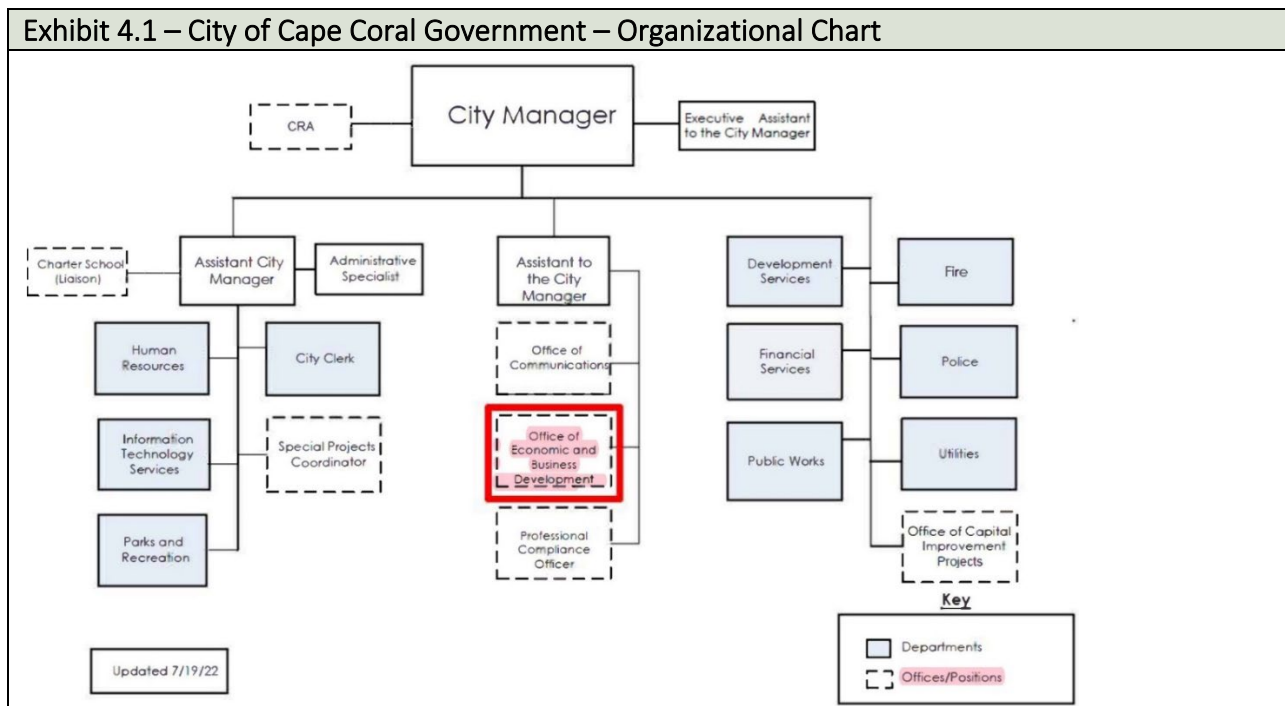 Exhibit 4.1 – City of Cape Coral Government – Organizational Chart
City Manager
CRA
Executive Assistant
to the City Manager
Charter School
(Liaison)
Assistant City
Manager
Administrative
Specialist
Assistant to
the City
Manager
Development
Services
Fire
Human
Resources
City Clerk
Office of
Communications
Financial
Services
Police
Information
Technology
Services
Special Projects
Coordinator
Office of
Economic and
Business
Development
Public Works
Utilities
Parks and
Recreation
Professional
Compliance
Officer
Office of Capital
Improvement
Projects
Key
Departments
Offices/Positions
Updated 7/19/22